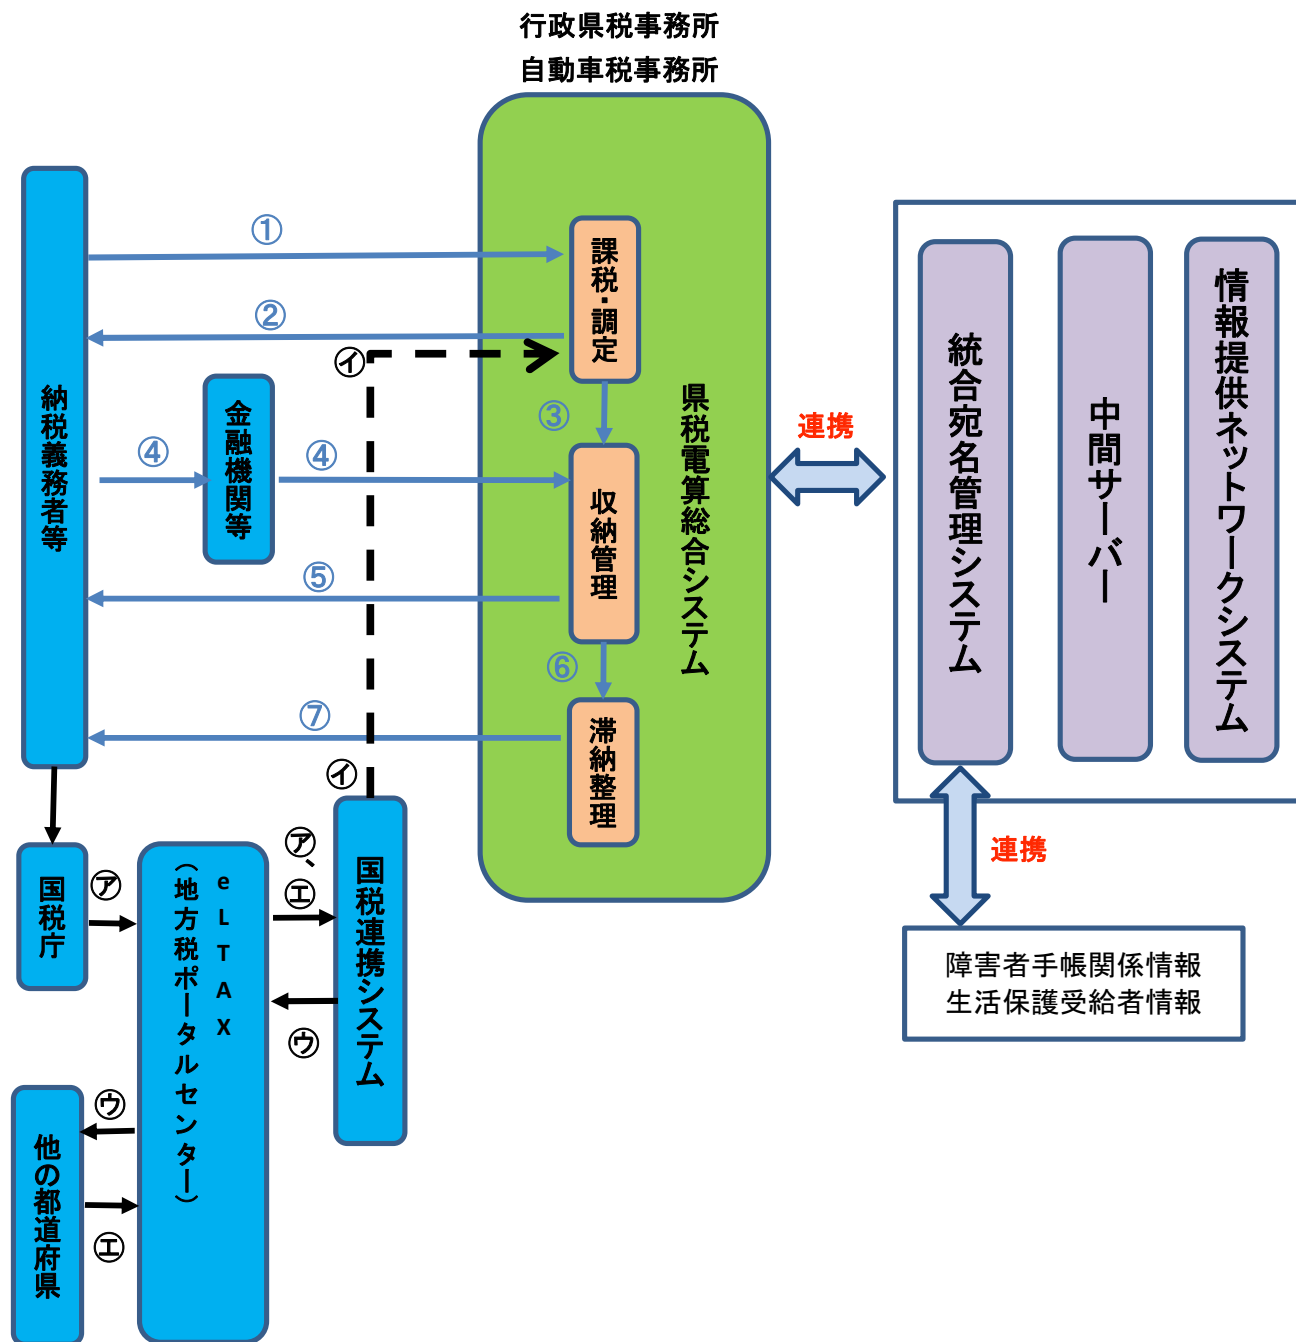 行政県税事務所
自動車税事務所
納税義務者等
①
②
金融機関等
④
④
⑤
⑦
課税・調定
③
収納管理
⑥
滞納整理
県税電算総合システム
連携
統合宛名管理システム
中間サーバー
情報提供ネットワークシステム
連携
障害者手帳関係情報
生活保護受給者情報
㋑
㋑
国税庁
㋐
eLTAX
(地方税ポータルセンター)
㋐、
㋓
㋒
国税連携システム
他の都道府県
㋒
㋓